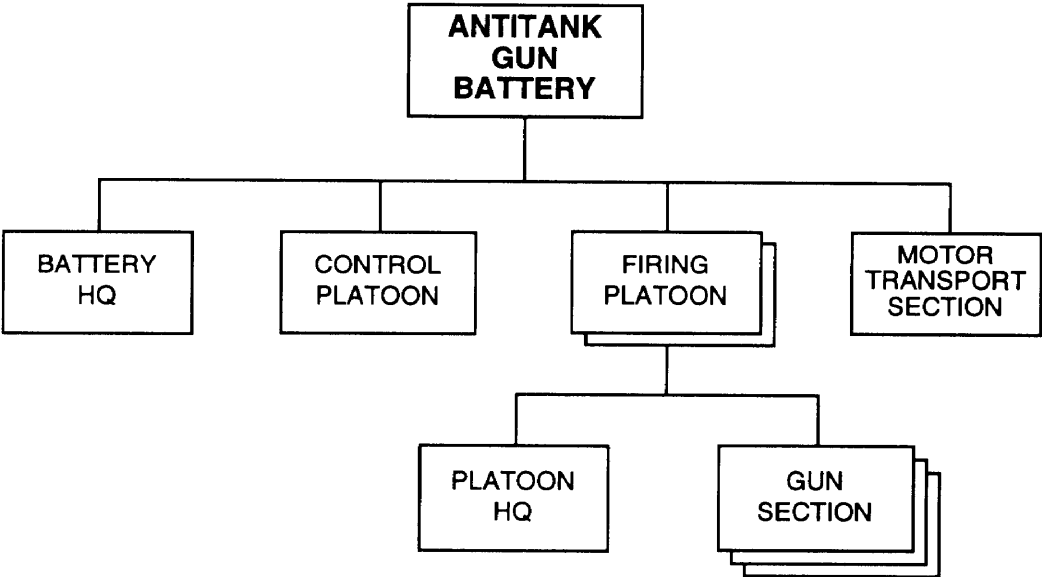 ANTITANK
GUN
BATTERY
BATTERY
HQ
CONTROL
PLATOON
FIRING
PLATOON
MOTOR
TRANSPORT
SECTION
PLATOON
HQ
GUN
SECTION